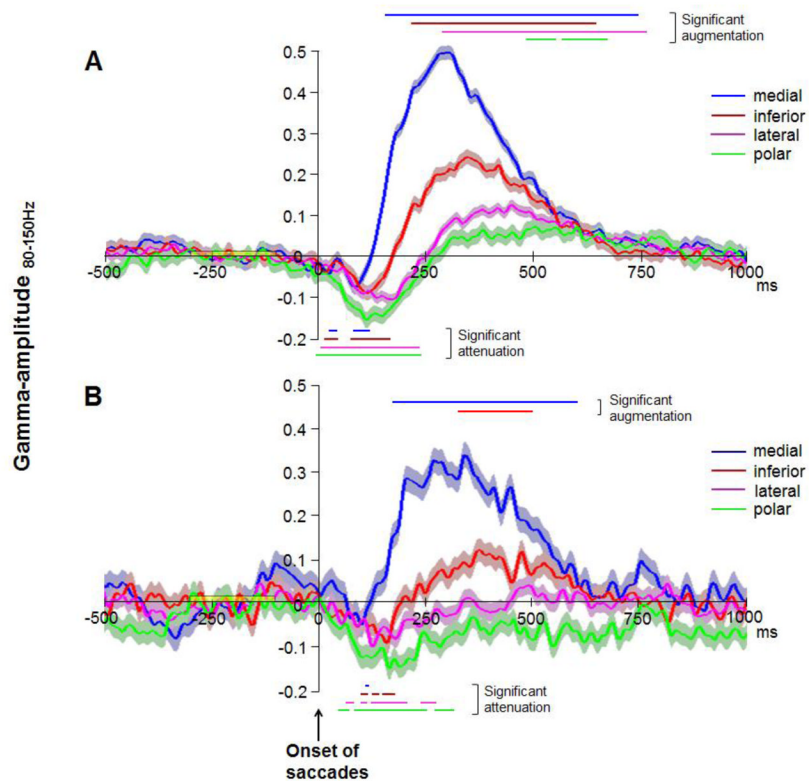 Significant
augmentation
A
0.5
0.4
0.3
0.2
0.1
0
-0.1
-0.2
-500
-250
0
250
500
750
1000
ms
medial
inferior
lateral
polar
Significant
attenuation
Gamma-amplitude 80-150Hz
B
0.5
0.4
0.3
0.2
0.1
0
-0.1
-0.2
-500
-250
0
250
500
750
1000
ms
Significant
augmentation
medial
inferior
lateral
polar
Significant
attenuation
Onset of
saccades